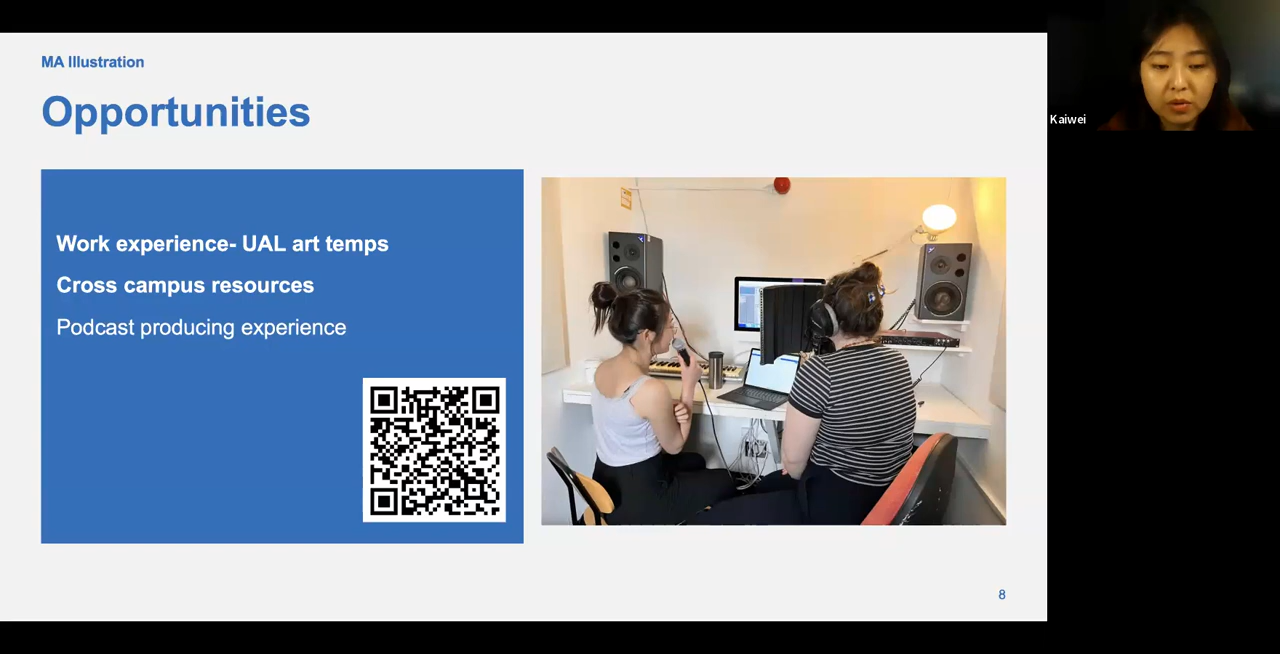 MA Illustration
Opportunities
Work experience- UAL art temps
Cross campus resources
Podcast producing experience
8
Kaiwei